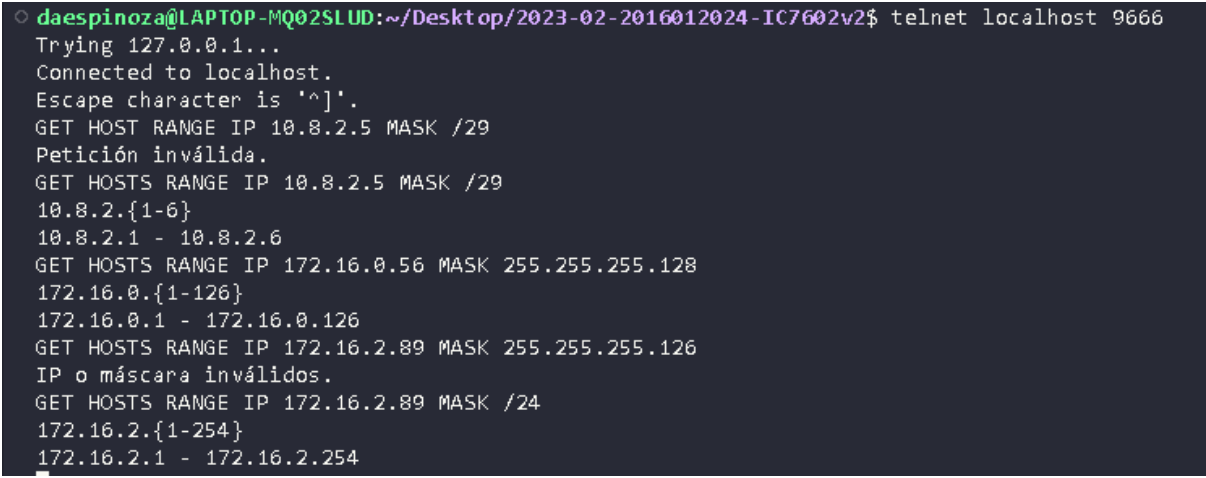 daespinoza@LAPTOP-MQ02SLUD:~/Desktop/2023-02-2016012024-IC7602v2$ telnet localhost 9666
Trying 127.0.0.1...
Connected to localhost.
Escape character is '^]'.
GET HOST RANGE IP 10.8.2.5 MASK /29
Petición inválida.
GET HOSTS RANGE IP 10.8.2.5 MASK /29
10.8.2.{1-6}
10.8.2.1 - 10.8.2.6
GET HOSTS RANGE IP 172.16.0.56 MASK 255.255.255.128
172.16.0.{1-126}
172.16.0.1 - 172.16.0.126
GET HOSTS RANGE IP 172.16.2.89 MASK 255.255.255.126
IP o máscara inválidos.
GET HOSTS RANGE IP 172.16.2.89 MASK /24
172.16.2.{1-254}
172.16.2.1 - 172.16.2.254